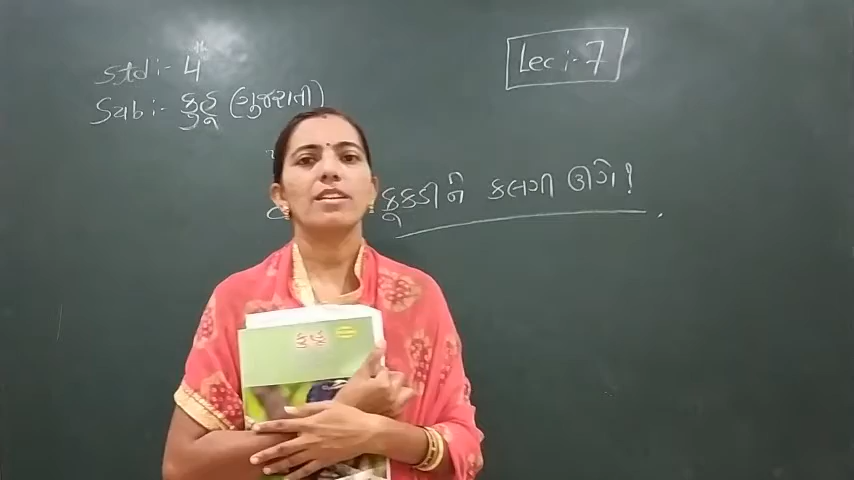 Std :- 4
Lec :- 7
Sub :- કુહૂ (ગુજરાતી)
કૂકડીને કલગી ઊગે!
કુહૂ